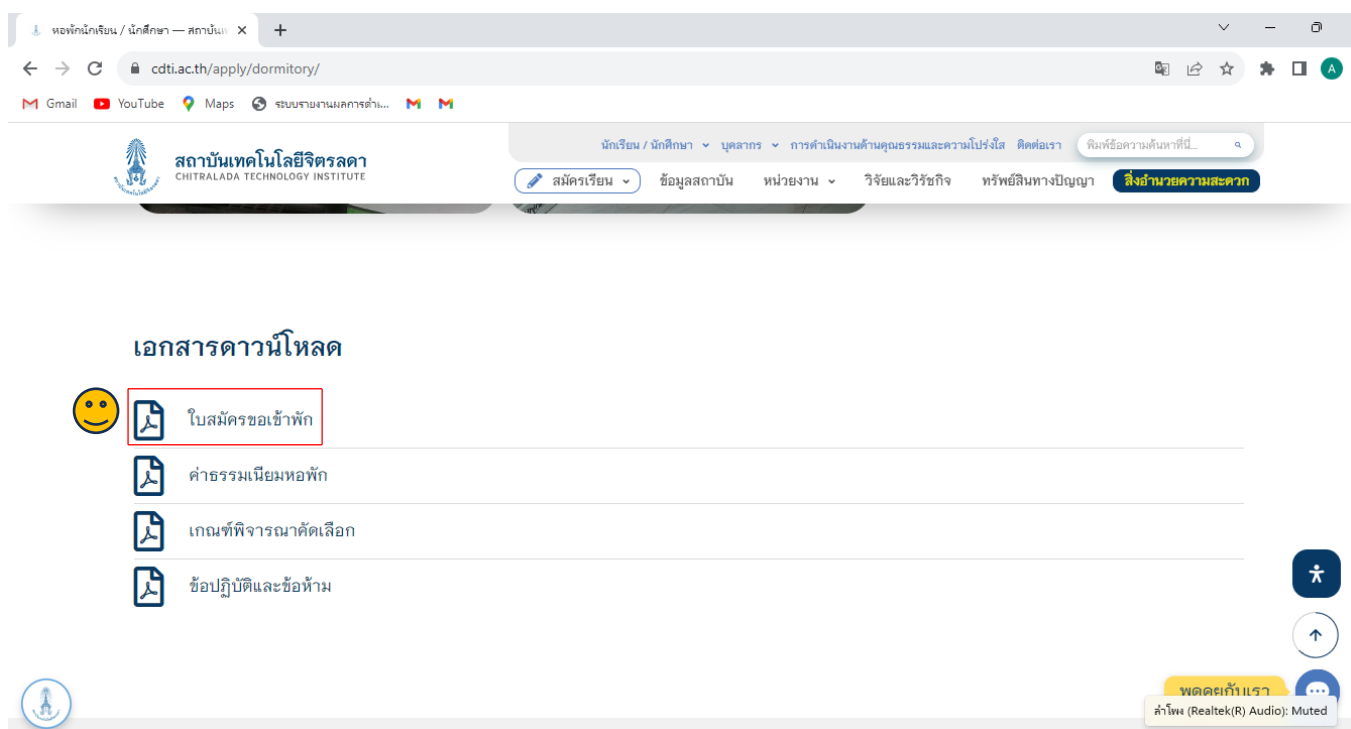 หอพักนักเรียน / นักศึกษา — สถาบัน
cdti.ac.th/apply/dormitory/
A
Gmail YouTube Maps ระบบรายงานผลการดำเ...
นักเรียน / นักศึกษา บุคลากร การดำเนินงานด้านคุณธรรมและความโปร่งใส ติดต่อเรา พิมพ์ข้อความค้นหาที่นี่...
สถาบันเทคโนโลยีจิตรลดา
CHITRALADA TECHNOLOGY INSTITUTE
สมัครเรียน ข้อมูลสถาบัน หน่วยงาน วิจัยและวิรัชกิจ ทรัพย์สินทางปัญญา สิ่งอำนวยความสะดวก
เอกสารดาวน์โหลด
ใบสมัครขอเข้าพัก
ค่าธรรมเนียมหอพัก
เกณฑ์พิจารณาคัดเลือก
ข้อปฏิบัติและข้อห้าม
พูดคุยกับเรา
ลำโพง (Realtek(R) Audio): Muted